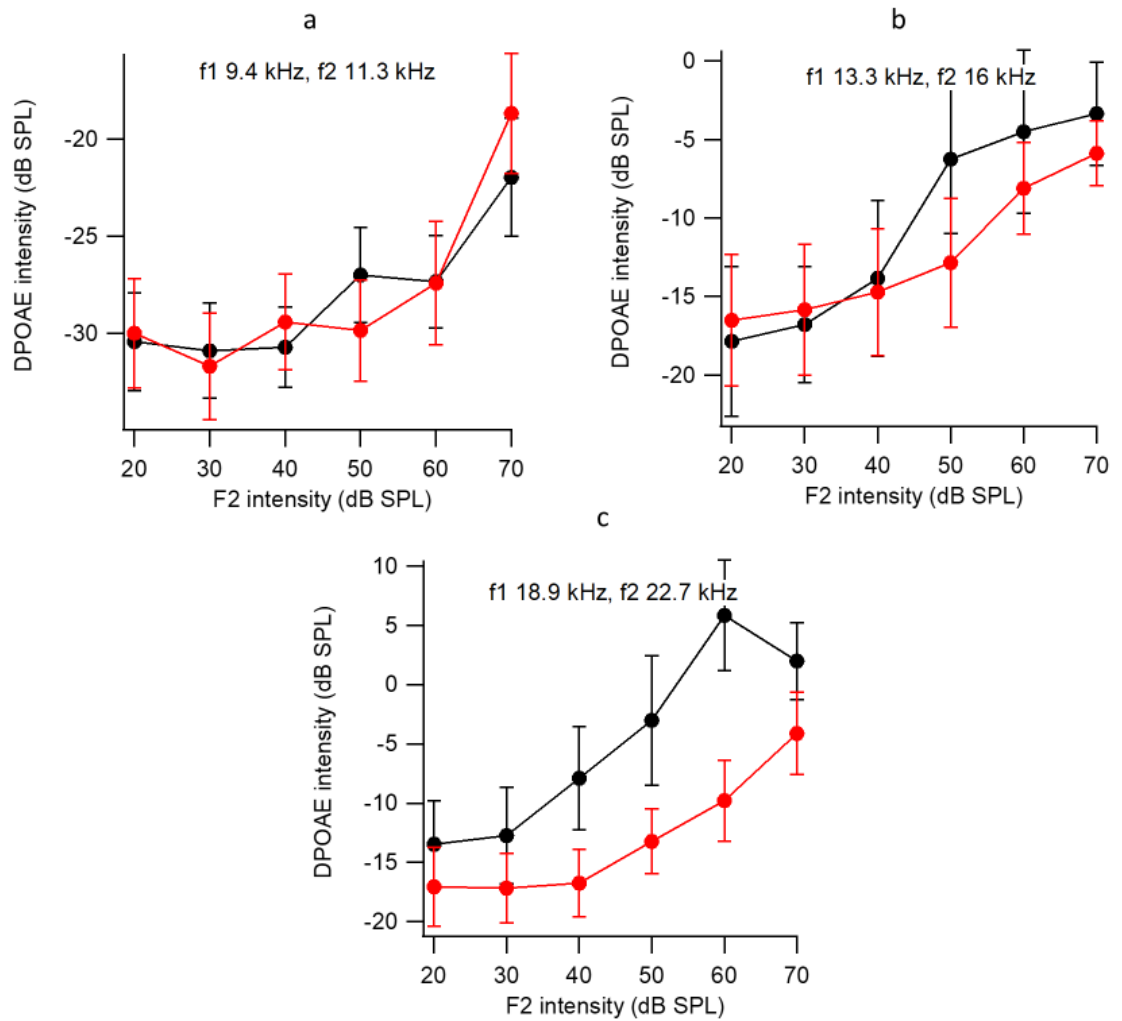 a
f1 9.4 kHz, f2 11.3 kHz
DPOAE intensity (dB SPL)
-20
-25
-30
20 30 40 50 60 70
F2 intensity (dB SPL)
b
f1 13.3 kHz, f2 16 kHz
DPOAE intensity (dB SPL)
0
-5
-10
-15
-20
20 30 40 50 60 70
F2 intensity (dB SPL)
c
f1 18.9 kHz, f2 22.7 kHz
DPOAE intensity (dB SPL)
10
5
0
-5
-10
-15
-20
20 30 40 50 60 70
F2 intensity (dB SPL)